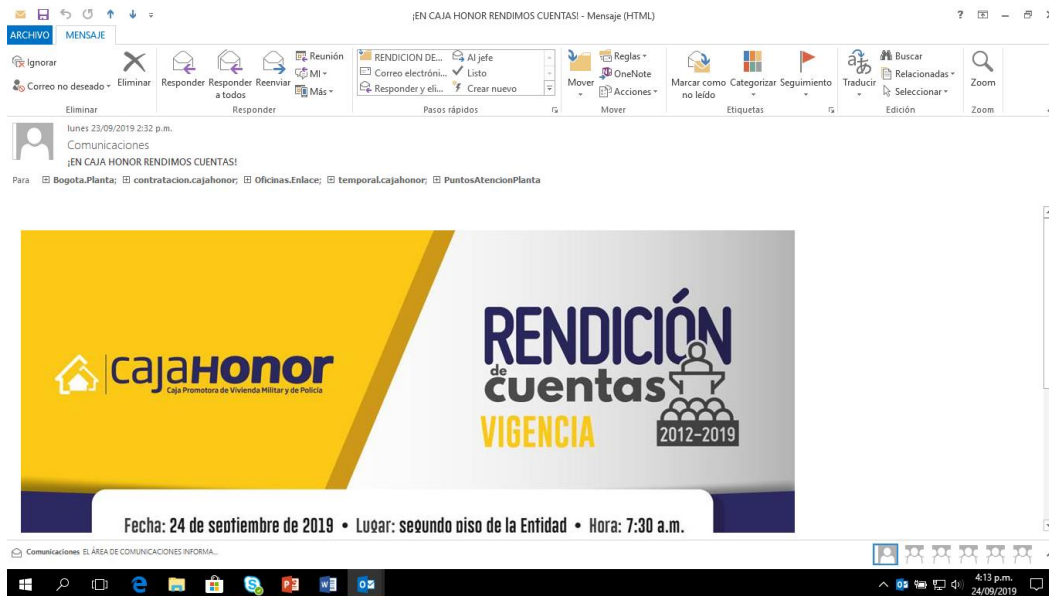 ¡EN CAJA HONOR RENDIMOS CUENTAS! - Mensaje (HTML)
ARCHIVO MENSAJE
Ignorar
Correo no deseado
Eliminar
Responder
Responder a todos
Reenviar
Reunión
MI
Más
RENDICION DE...
Correo electróni...
Responder y eli...
Al jefe
Listo
Crear nuevo
Mover
Reglas
OneNote
Acciones
Marcar como no leído
Categorizar
Seguimiento
Traducir
Buscar
Relacionadas
Seleccionar
Zoom
Eliminar Responder Pasos rápidos Mover Etiquetas Edición Zoom
lunes 23/09/2019 2:32 p.m.
Comunicaciones
¡EN CAJA HONOR RENDIMOS CUENTAS!
Para Bogota.Planta; contratacion.cajahonor; Oficinas.Enlace; temporal.cajahonor; PuntosAtencionPlanta
cajaHonor
Caja Promotora de Vivienda Militar y de Policía
RENDICIÓN
de
cuentas
VIGENCIA
2012-2019
Fecha: 24 de septiembre de 2019 • Lugar: segundo piso de la Entidad • Hora: 7:30 a.m.
Comunicaciones EL ÁREA DE COMUNICACIONES INFORMA...
4:13 p.m.
24/09/2019